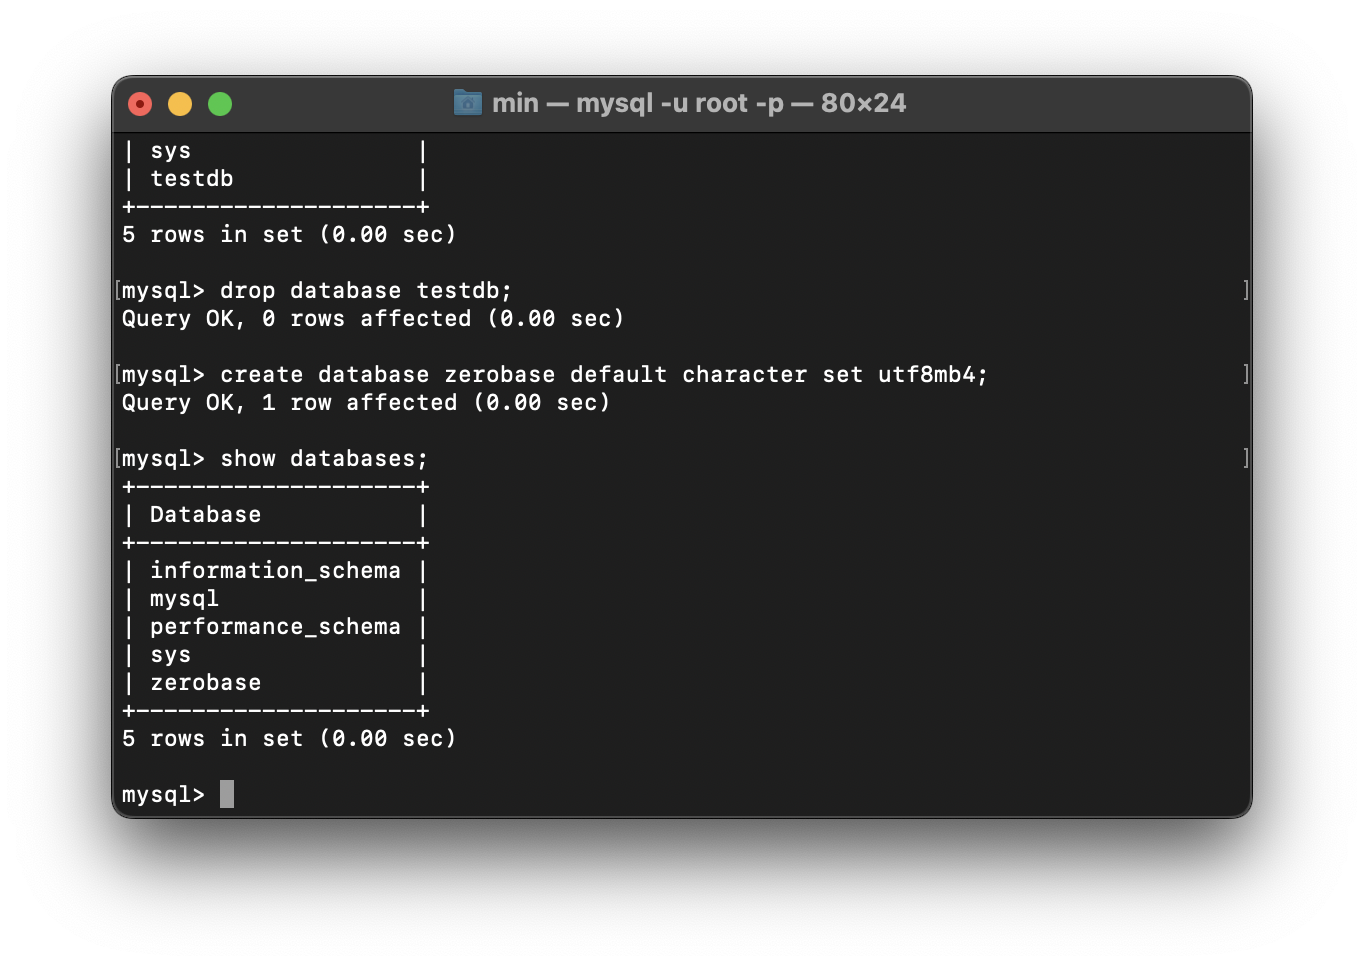 min — mysql -u root -p — 80×24
| sys                |
| testdb             |
+--------------------+
5 rows in set (0.00 sec)
[mysql> drop database testdb; ]
Query OK, 0 rows affected (0.00 sec)
[mysql> create database zerobase default character set utf8mb4; ]
Query OK, 1 row affected (0.00 sec)
[mysql> show databases; ]
+--------------------+
| Database           |
+--------------------+
| information_schema |
| mysql              |
| performance_schema |
| sys                |
| zerobase           |
+--------------------+
5 rows in set (0.00 sec)
mysql>